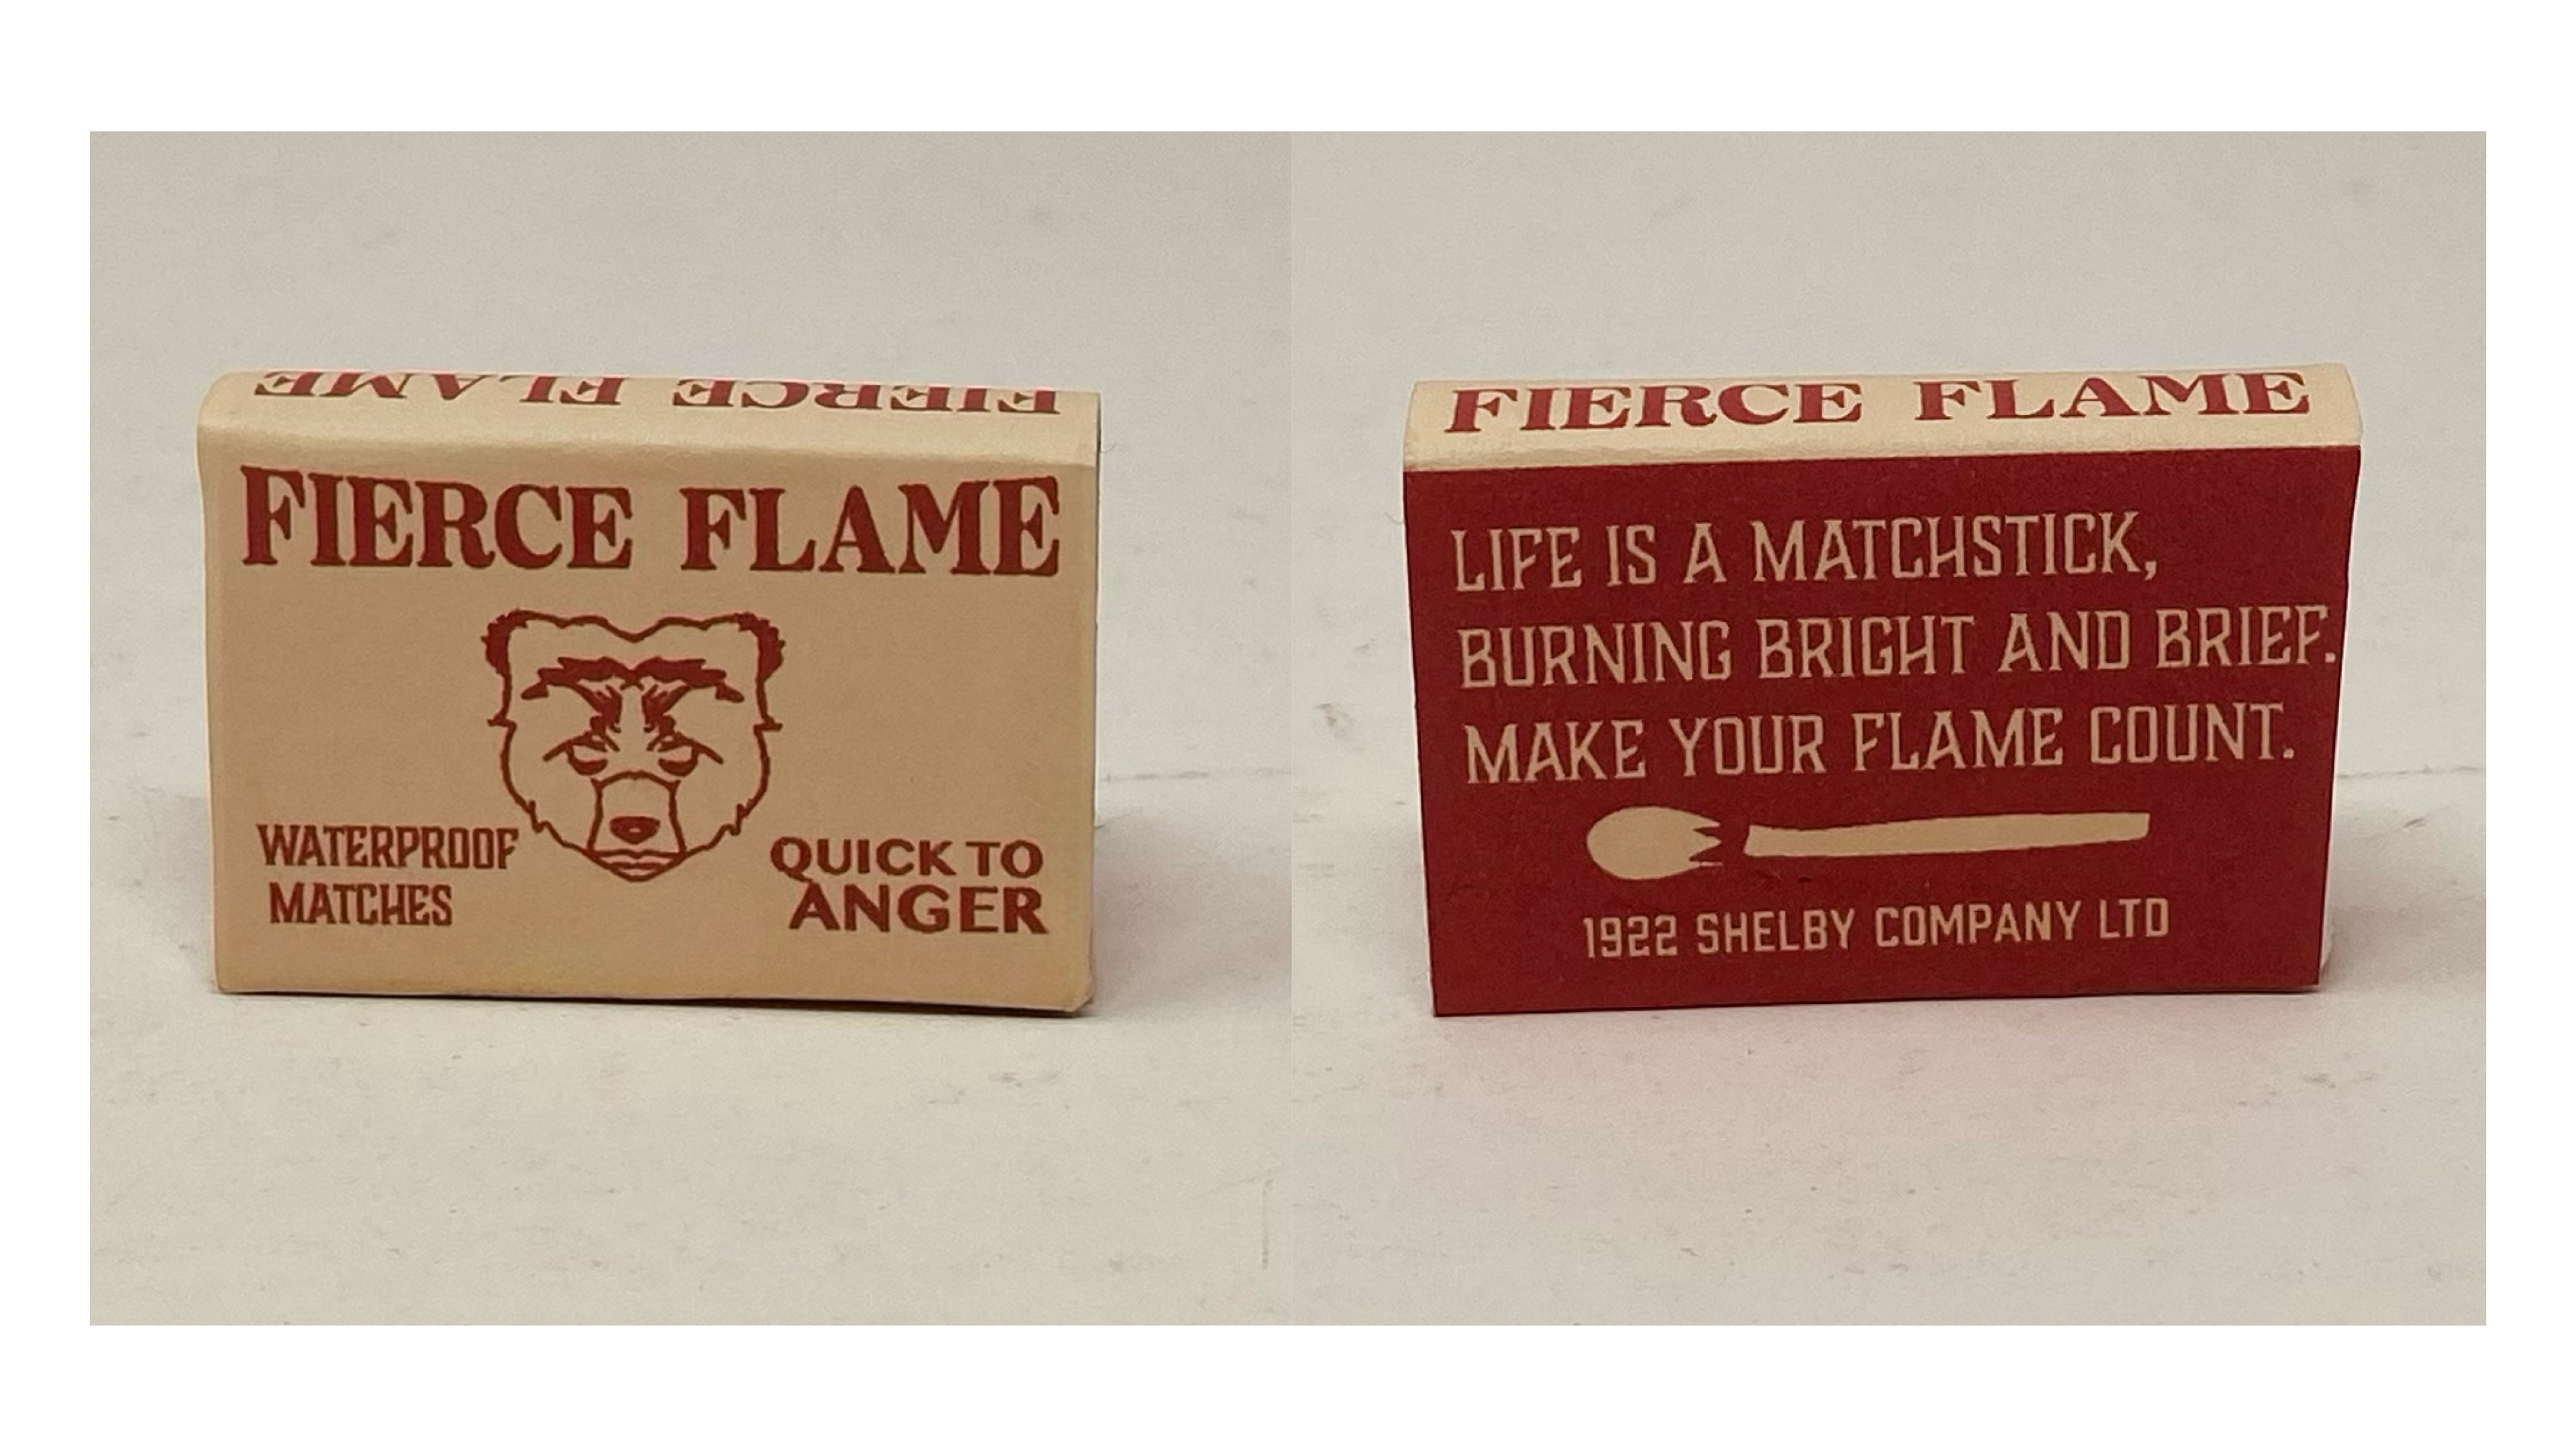 FIERCE FLAME
FIERCE FLAME
WATERPROOF
MATCHES
QUICK TO
ANGER
FIERCE FLAME
LIFE IS A MATCHSTICK,
BURNING BRIGHT AND BRIEF.
MAKE YOUR FLAME COUNT.
1922 SHELBY COMPANY LTD